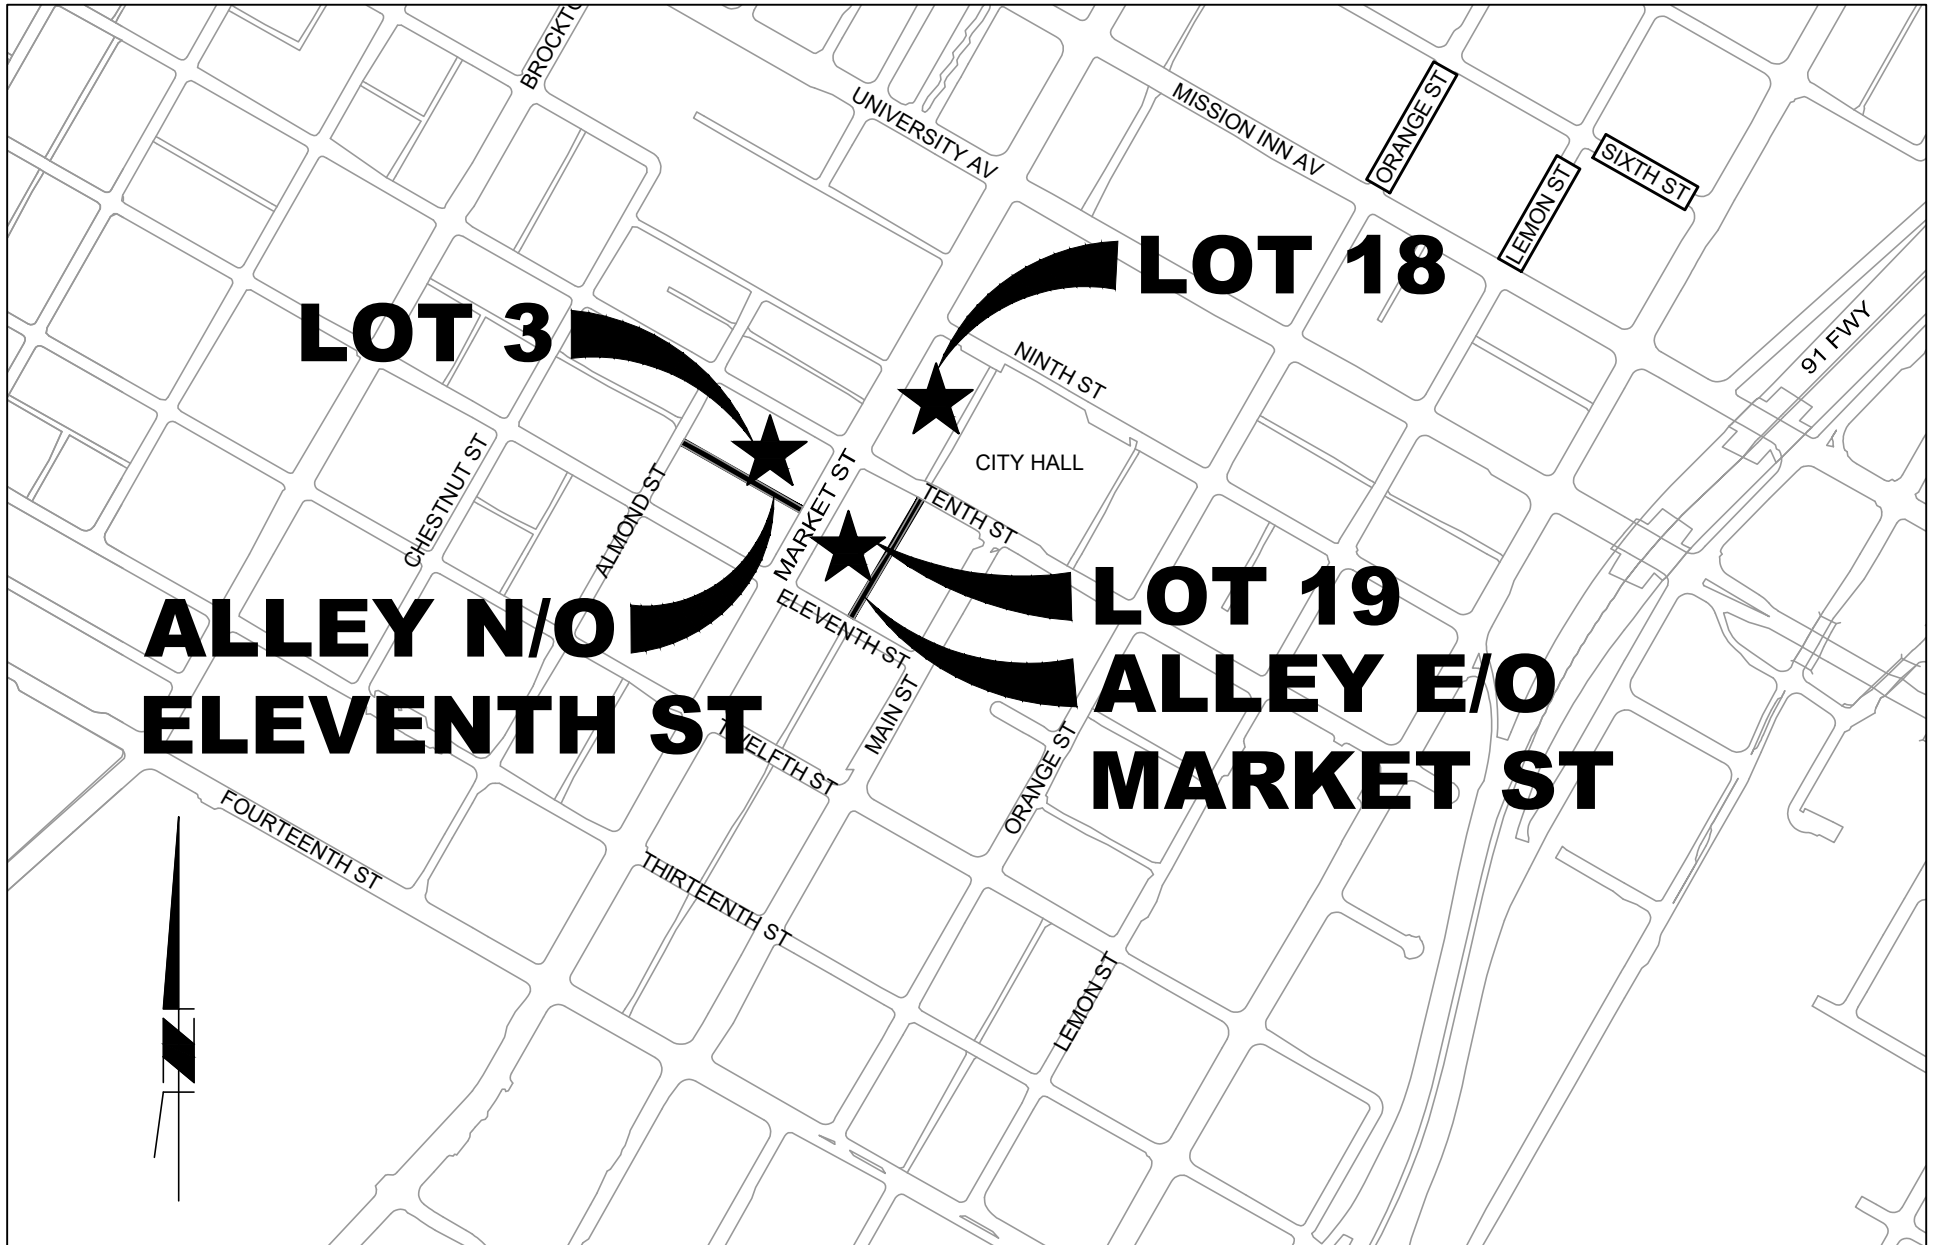 BROCKTO
UNIVERSITY AV
MISSION INN AV
ORANGE ST
LEMON ST
SIXTH ST
LOT 18
LOT 3
NINTH ST
91 FWY
CITY HALL
CHESTNUT ST
ALMOND ST
MARKET ST
TENTH ST
LOT 19
ALLEY N/O
ELEVENTH ST
ELEVENTH ST
ALLEY E/O
MARKET ST
MAIN ST
TWELFTH ST
ORANGE ST
FOURTEENTH ST
THIRTEENTH ST
LEMON ST
N